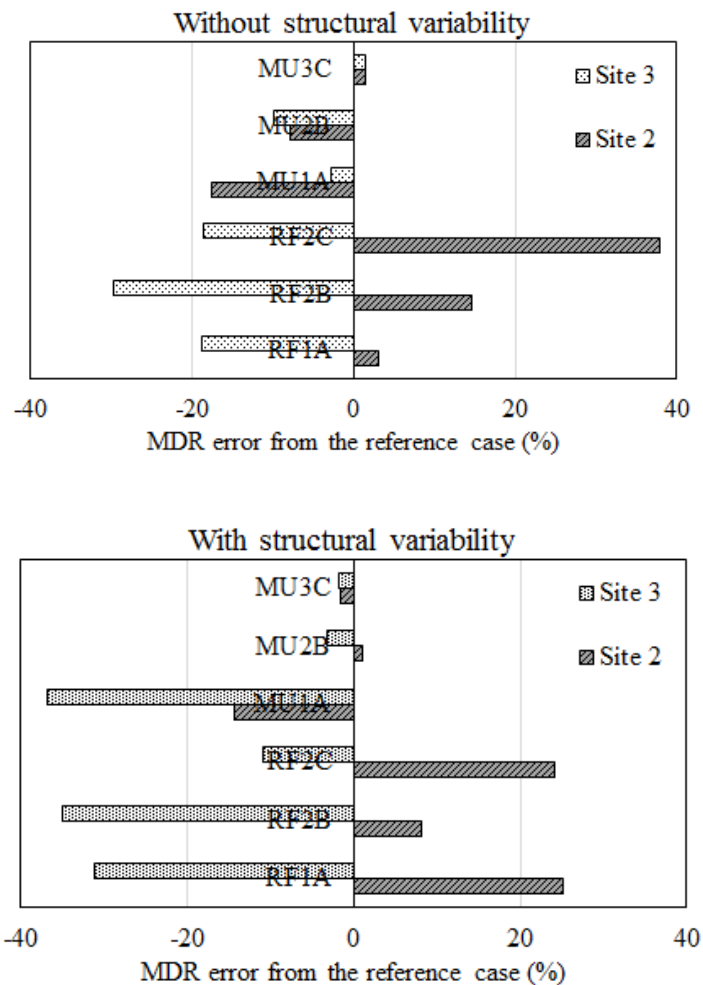 Without structural variability
MU3C
Site 3
MU2B
Site 2
MU1A
RF2C
RF2B
RF1A
-40 -20 0 20 40
MDR error from the reference case (%)
With structural variability
MU3C
Site 3
MU2B
Site 2
MU1A
RF2C
RF2B
RF1A
-40 -20 0 20 40
MDR error from the reference case (%)